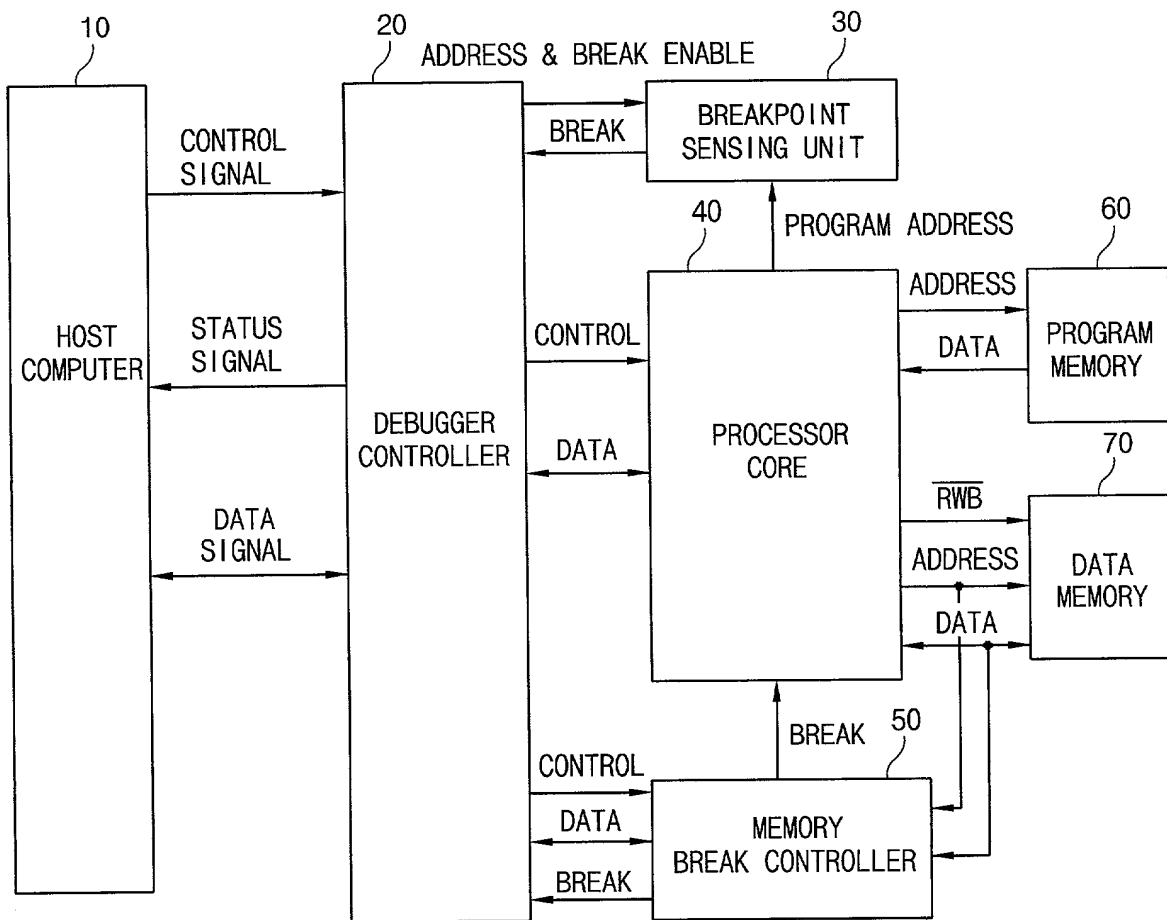 10
20
ADDRESS & BREAK ENABLE
30
BREAKPOINT
SENSING UNIT
BREAK
CONTROL
SIGNAL
40
PROGRAM ADDRESS
60
ADDRESS
PROGRAM
MEMORY
DATA
HOST
COMPUTER
STATUS
SIGNAL
CONTROL
DEBUGGER
CONTROLLER
DATA
PROCESSOR
CORE
70
RWB
DATA
SIGNAL
ADDRESS
DATA
MEMORY
DATA
BREAK
50
CONTROL
DATA
MEMORY
BREAK CONTROLLER
BREAK